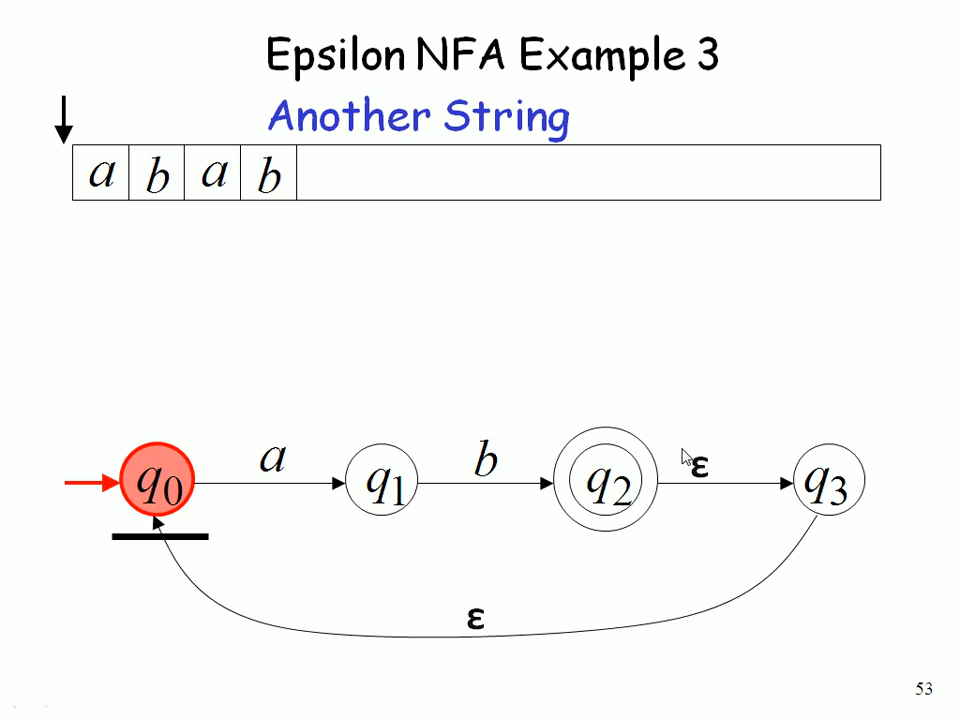 Epsilon NFA Example 3
Another String
a b a b
a b ε
q0 q1 q2 q3
ε
53